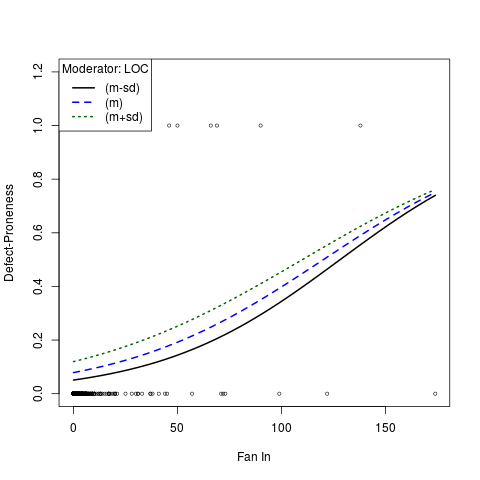 Moderator: LOC
(m-sd)
(m)
(m+sd)
1.2
1.0
0.8
0.6
0.4
0.2
0.0
Defect-Proneness
0 50 100 150
Fan In